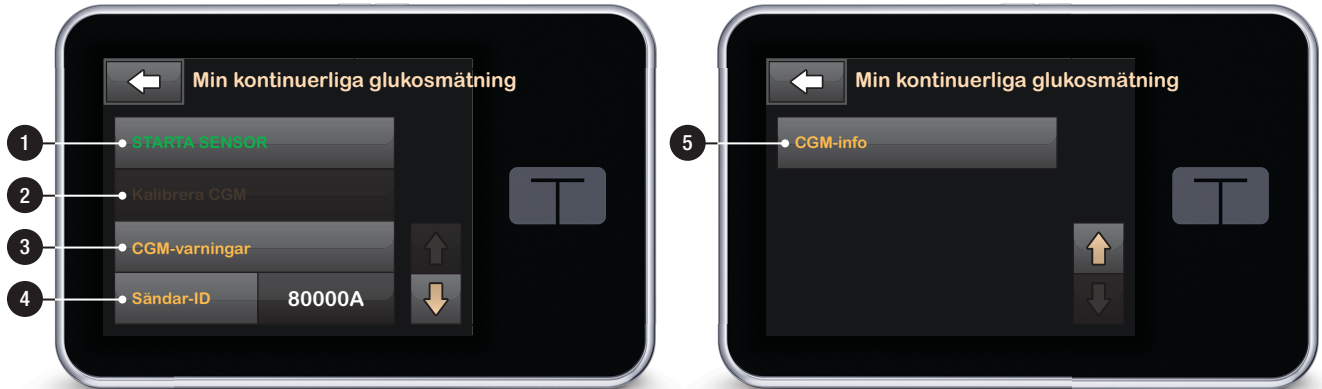 Min kontinuerliga glukosmätning
1 STARTA SENSOR
2 Kalibrera CGM
3 CGM-varningar
4 Sändar-ID 80000A
Min kontinuerliga glukosmätning
5 CGM-info